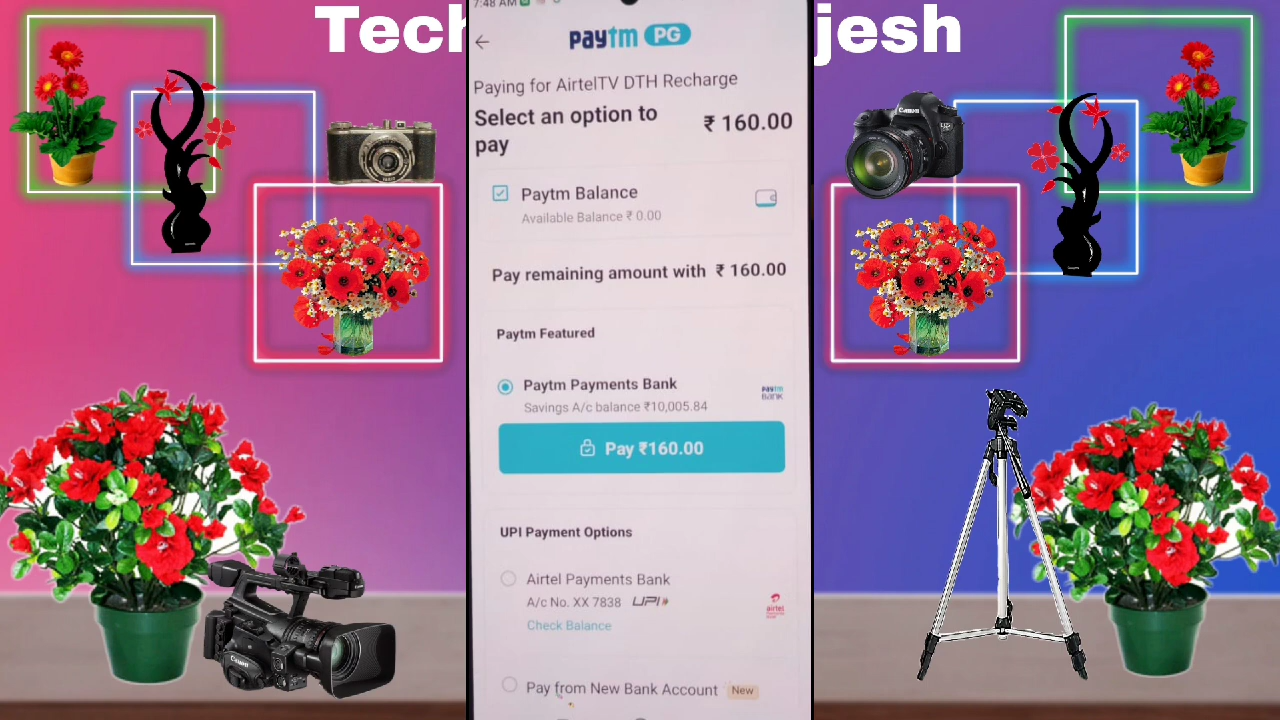 Tech
jesh
7:48 AM
paytm PG
Paying for AirtelTV DTH Recharge
Select an option to
pay
₹ 160.00
Paytm Balance
Available Balance ₹ 0.00
Pay remaining amount with ₹ 160.00
Paytm Featured
Paytm Payments Bank
Savings A/c balance ₹10,005.84
paytm
BANK
Pay ₹160.00
UPI Payment Options
Airtel Payments Bank
A/c No. XX 7838 UPI
airtel
Check Balance
Pay from New Bank Account New
Canon
Canon